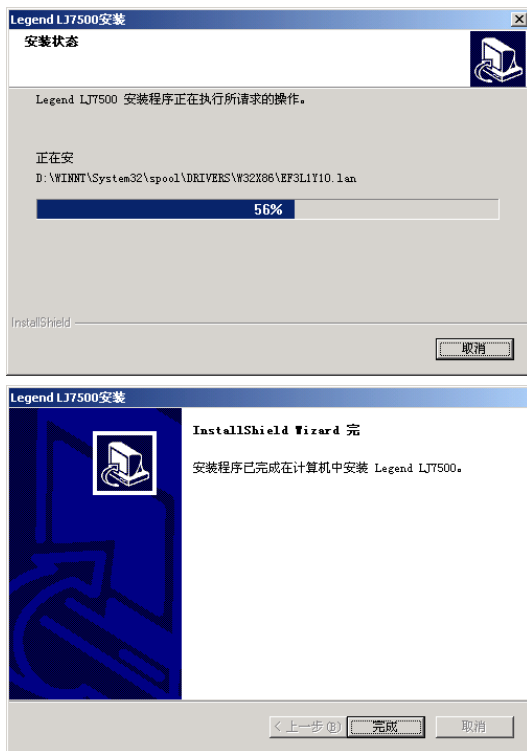 Legend LJ7500安装
安装状态
Legend LJ7500 安装程序正在执行所请求的操作。
正在安
D:\WINNT\System32\spool\DRIVERS\W32X86\EF3L1Y10.lan
56%
InstallShield
取消
Legend LJ7500安装
InstallShield Wizard 完
安装程序已完成在计算机中安装 Legend LJ7500。
< 上一步(B) 完成 取消